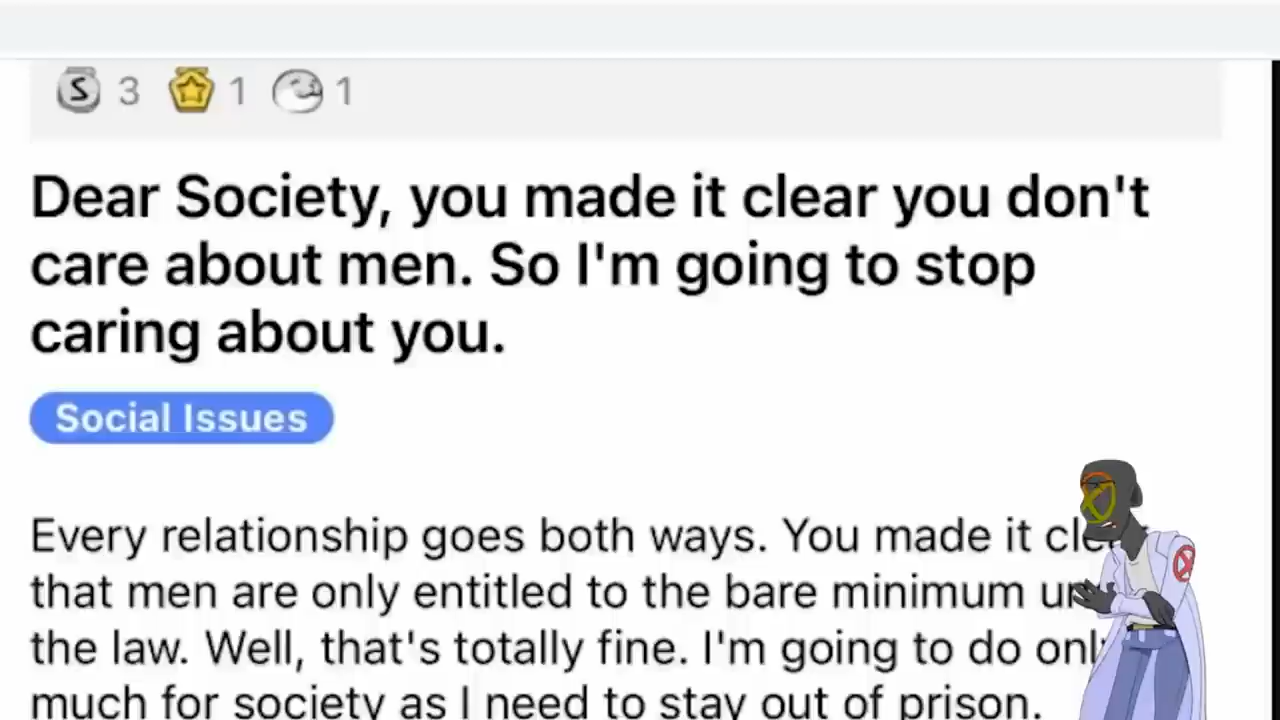 3 1 1
Dear Society, you made it clear you don't
care about men. So I'm going to stop
caring about you.
Social Issues
Every relationship goes both ways. You made it
that men are only entitled to the bare minimum
the law. Well, that's totally fine. I'm going to do
much for society as I need to stay out of prison.